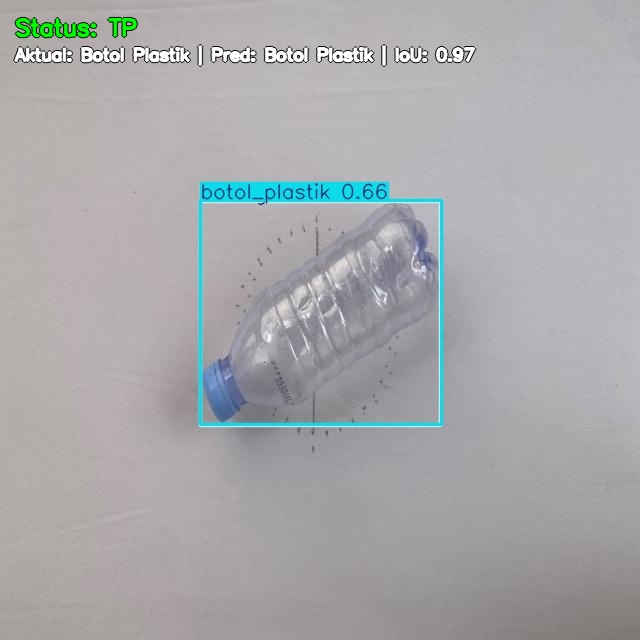 Status: TP
Aktual: Botol Plastik | Pred: Botol Plastik | IoU: 0.97
botol_plastik 0.66